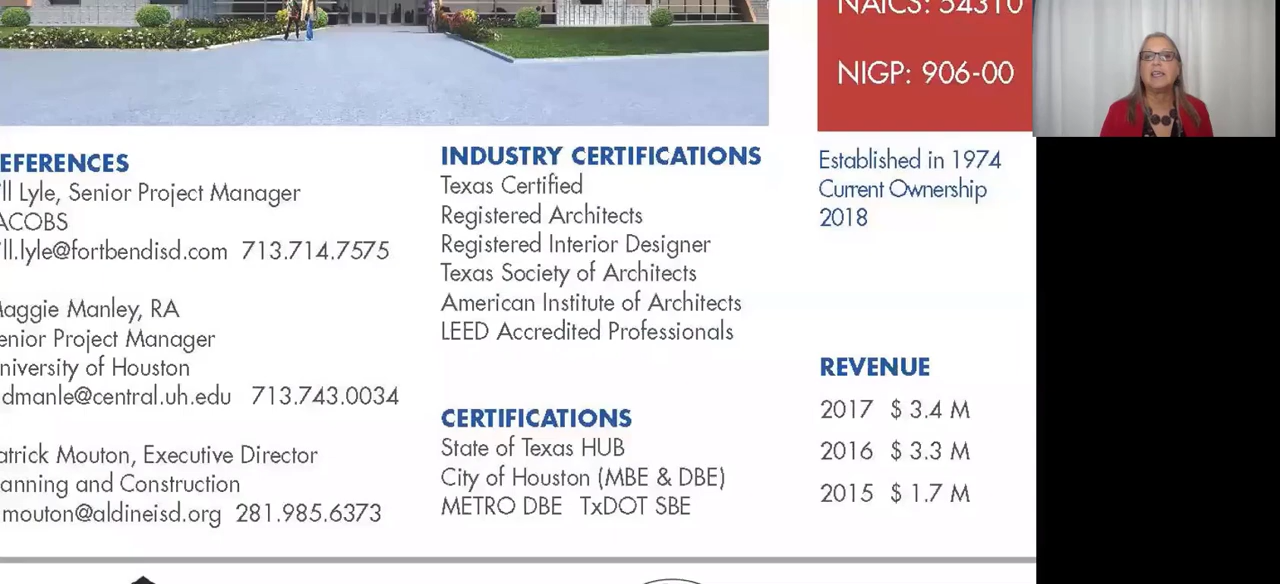 NAICS: 54310
NIGP: 906-00
EFERENCES
ll Lyle, Senior Project Manager
ACOBS
ll.lyle@fortbendisd.com 713.714.7575
aggie Manley, RA
enior Project Manager
niversity of Houston
dmanle@central.uh.edu 713.743.0034
atrick Mouton, Executive Director
anning and Construction
mouton@aldineisd.org 281.985.6373
INDUSTRY CERTIFICATIONS
Texas Certified
Registered Architects
Registered Interior Designer
Texas Society of Architects
American Institute of Architects
LEED Accredited Professionals
CERTIFICATIONS
State of Texas HUB
City of Houston (MBE & DBE)
METRO DBE TxDOT SBE
Established in 1974
Current Ownership
2018
REVENUE
2017 $ 3.4 M
2016 $ 3.3 M
2015 $ 1.7 M